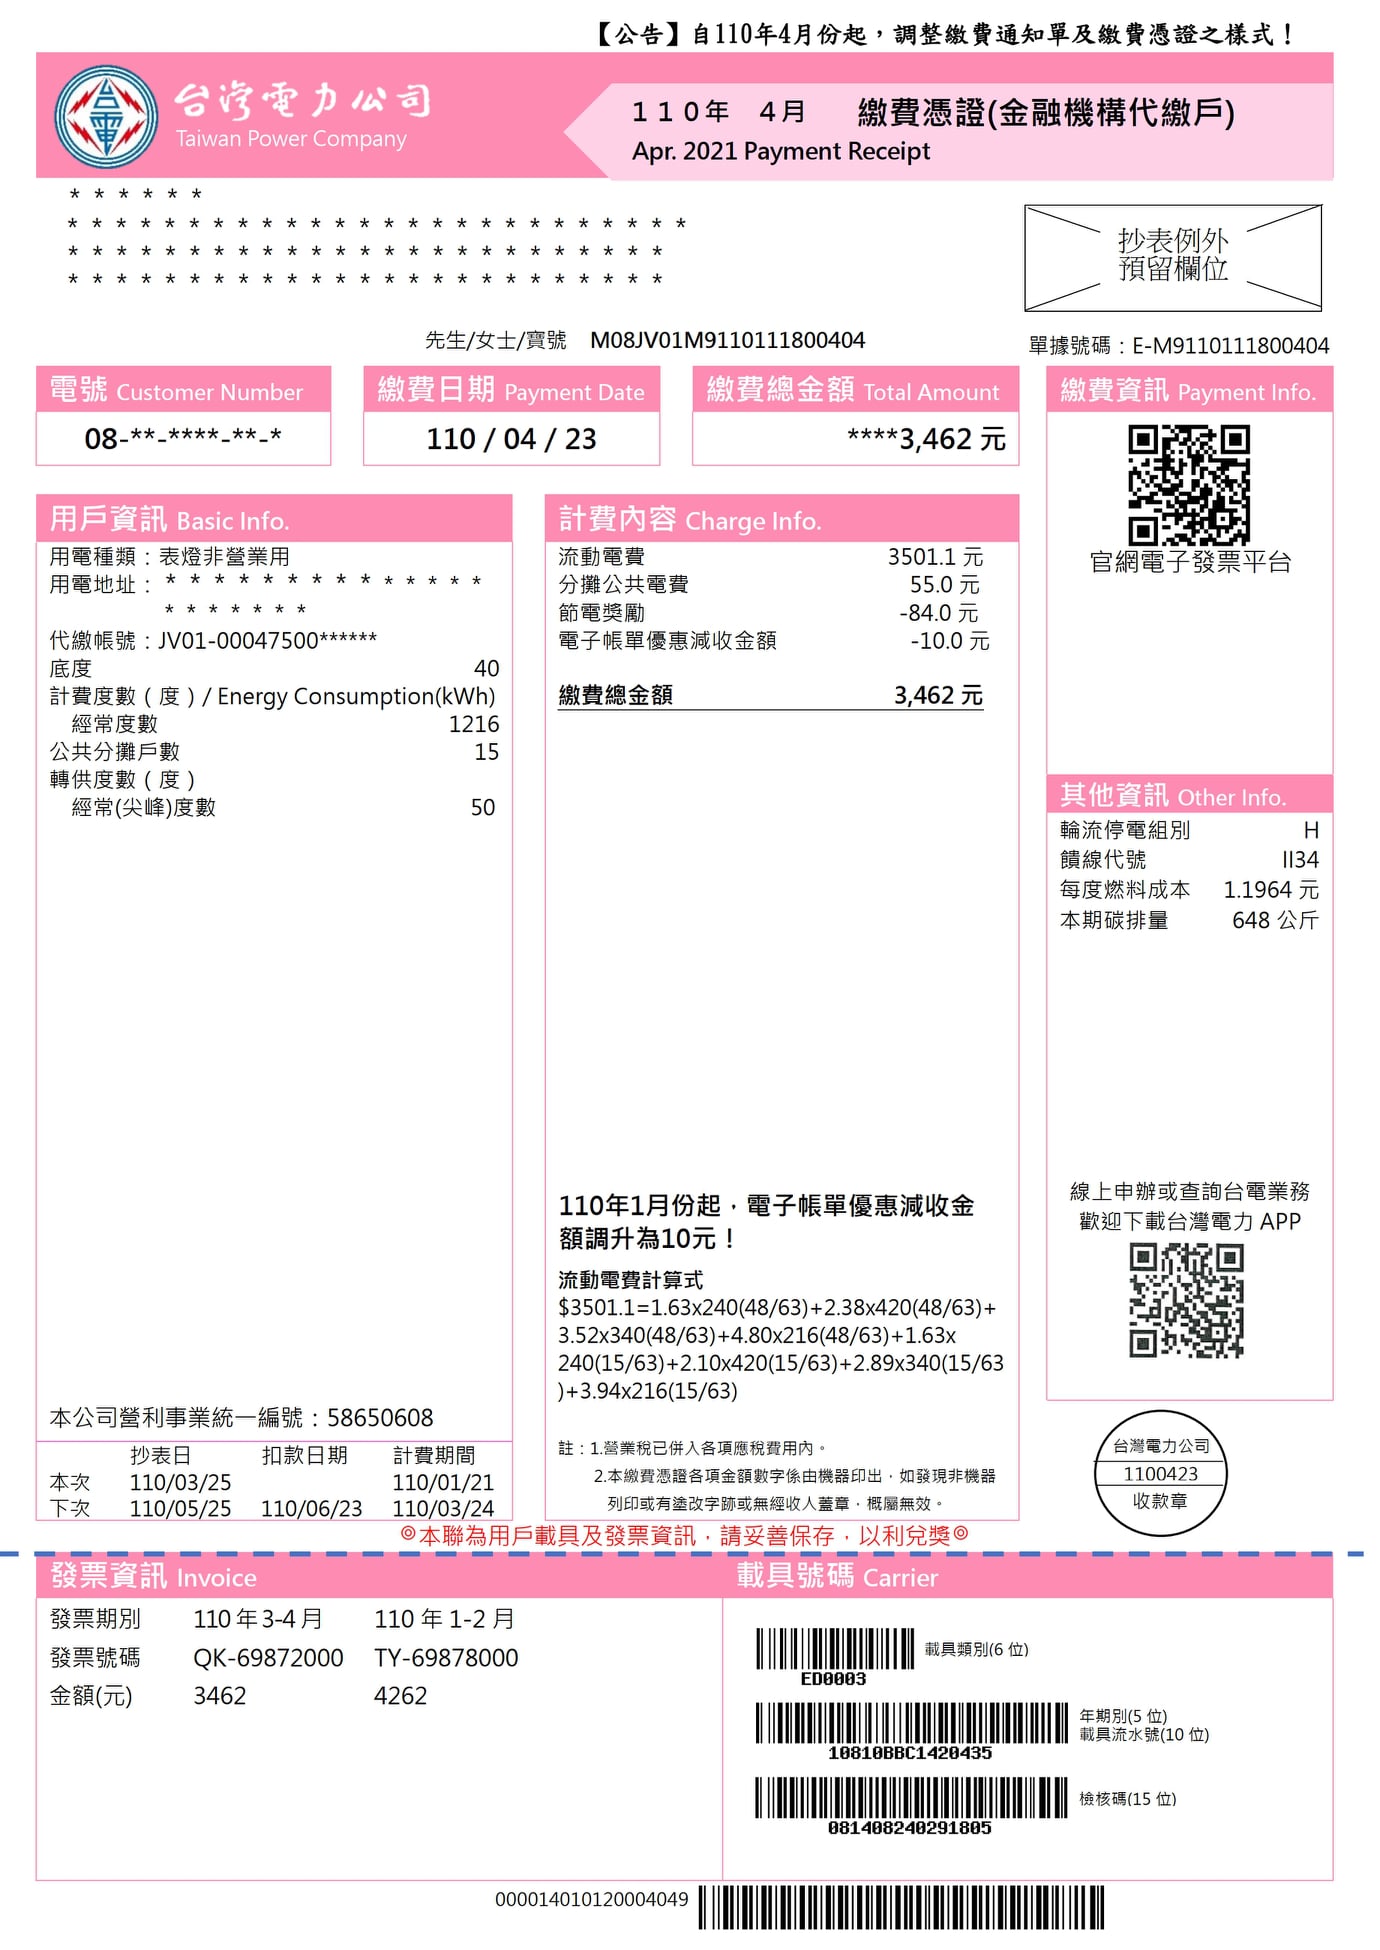 【公告】自110年4月份起，調整繳費通知單及繳費憑證之樣式！
台灣電力公司
Taiwan Power Company
110年 4月 繳費憑證(金融機構代繳戶)
Apr. 2021 Payment Receipt
* * * * * *
* * * * * * * * * * * * * * * * * * * * * * * * * *
* * * * * * * * * * * * * * * * * * * * * * * * *
* * * * * * * * * * * * * * * * * * * * * * * * *
抄表例外
預留欄位
先生/女士/寶號 M08JV01M9110111800404
單據號碼：E-M9110111800404
電號 Customer Number
08-**-****-**-*
繳費日期 Payment Date
110 / 04 / 23
繳費總金額 Total Amount
****3,462 元
繳費資訊 Payment Info.
官網電子發票平台
用戶資訊 Basic Info.
用電種類：表燈非營業用
用電地址：* * * * * * * * * * * * * *
* * * * * * *
代繳帳號：JV01-00047500******
底度 40
計費度數（度）/ Energy Consumption(kWh)
經常度數 1216
公共分攤戶數 15
轉供度數（度）
經常(尖峰)度數 50
本公司營利事業統一編號：58650608
抄表日 扣款日期 計費期間
本次 110/03/25 110/01/21
下次 110/05/25 110/06/23 110/03/24
計費內容 Charge Info.
流動電費 3501.1 元
分攤公共電費 55.0 元
節電獎勵 -84.0 元
電子帳單優惠減收金額 -10.0 元
繳費總金額 3,462 元
110年1月份起，電子帳單優惠減收金
額調升為10元！
流動電費計算式
$3501.1=1.63x240(48/63)+2.38x420(48/63)+
3.52x340(48/63)+4.80x216(48/63)+1.63x
240(15/63)+2.10x420(15/63)+2.89x340(15/63
)+3.94x216(15/63)
註：1.營業稅已併入各項應稅費用內。
2.本繳費憑證各項金額數字係由機器印出，如發現非機器
列印或有塗改字跡或無經收人蓋章，概屬無效。
其他資訊 Other Info.
輪流停電組別 H
饋線代號 II34
每度燃料成本 1.1964 元
本期碳排量 648 公斤
線上申辦或查詢台電業務
歡迎下載台灣電力 APP
台灣電力公司
1100423
收款章
◎本聯為用戶載具及發票資訊，請妥善保存，以利兌獎◎
發票資訊 Invoice
發票期別 110年3-4月 110 年 1-2 月
發票號碼 QK-69872000 TY-69878000
金額(元) 3462 4262
載具號碼 Carrier
載具類別(6 位)
ED0003
年期別(5 位)
載具流水號(10 位)
10810BBC1420435
檢核碼(15 位)
081408240291805
000014010120004049